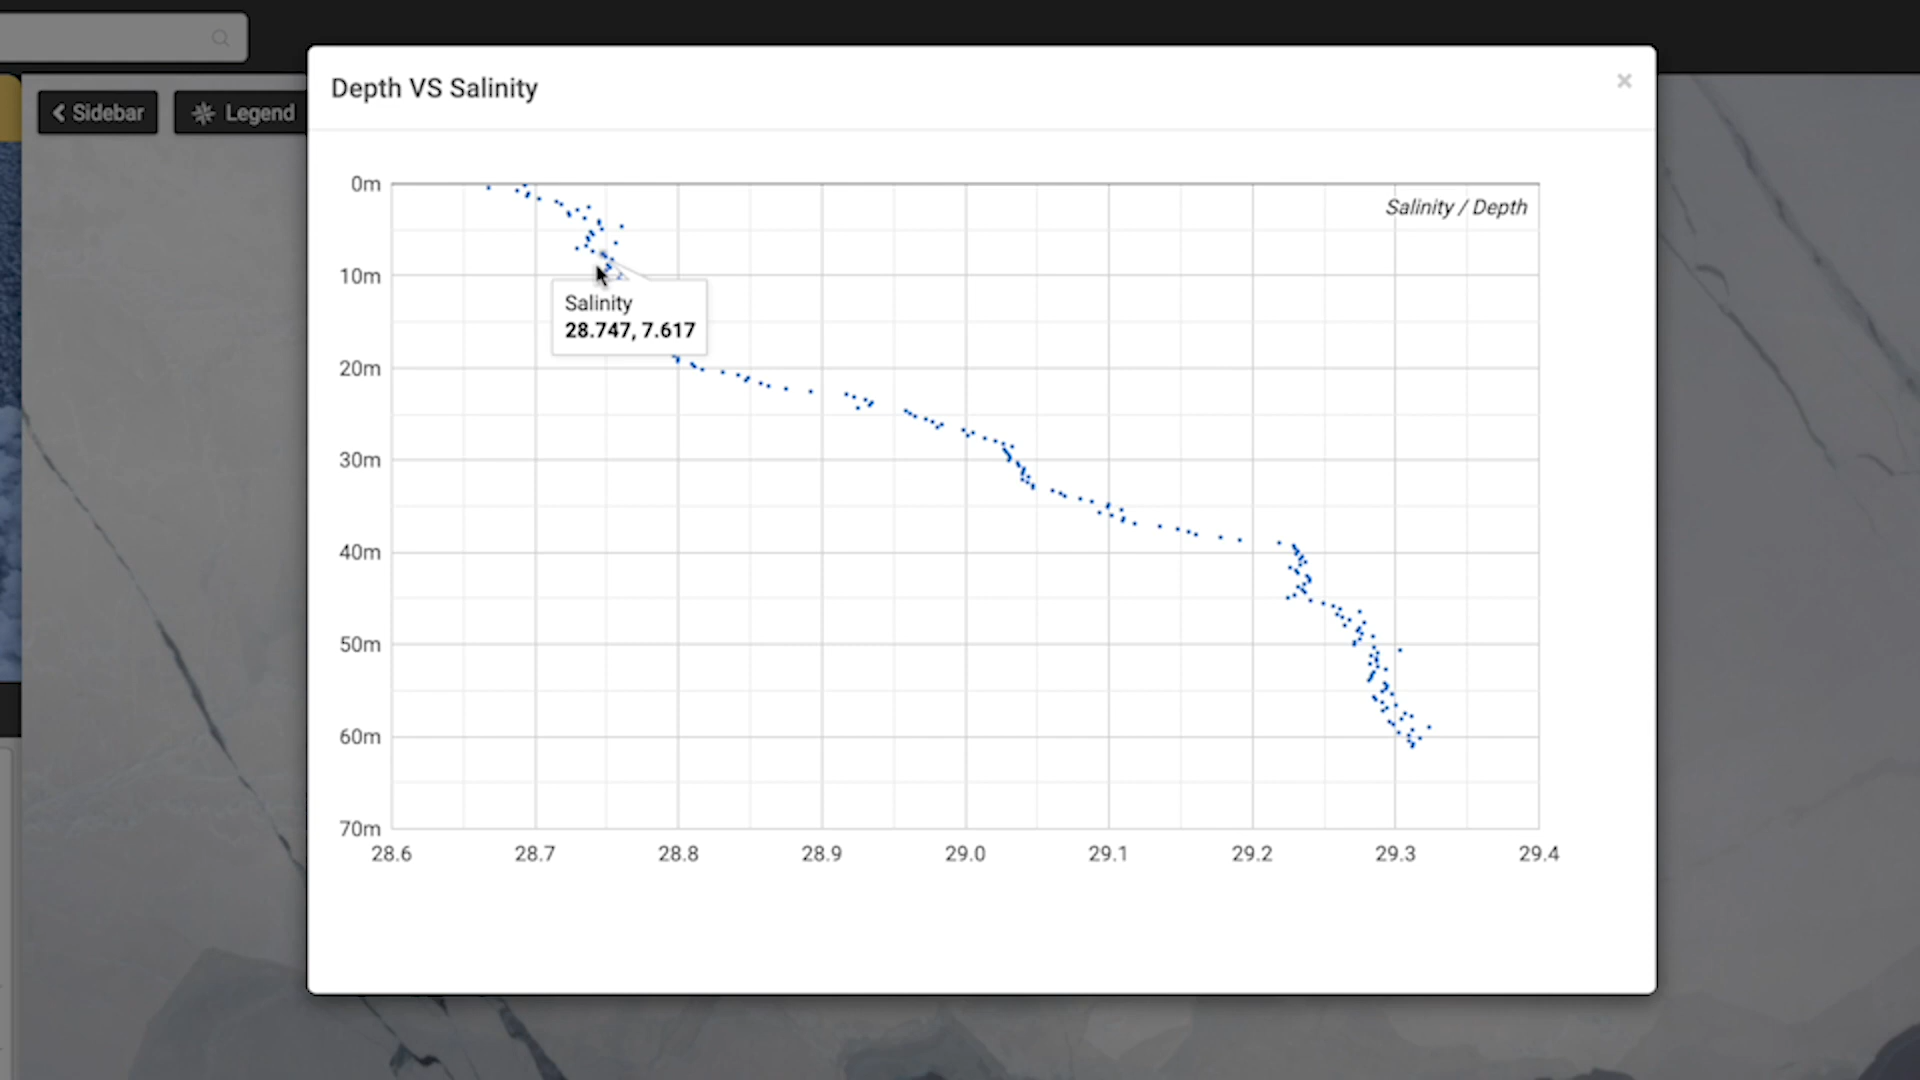 Depth VS Salinity
×
Sidebar
Legend
Salinity / Depth
0m
10m
20m
30m
40m
50m
60m
70m
Salinity
28.747, 7.617
28.6 28.7 28.8 28.9 29.0 29.1 29.2 29.3 29.4